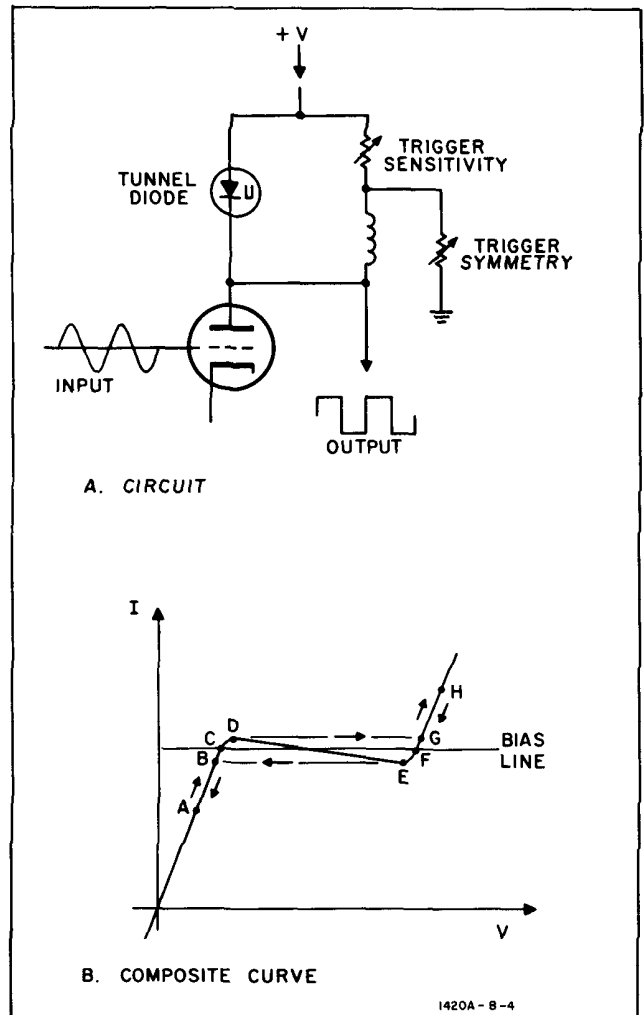 + V
TRIGGER
SENSITIVITY
TUNNEL
DIODE
TRIGGER
SYMMETRY
INPUT
OUTPUT
A. CIRCUIT
I
H
D
G
C
BIAS
F
LINE
B
E
A
V
B. COMPOSITE CURVE
1420A-8-4